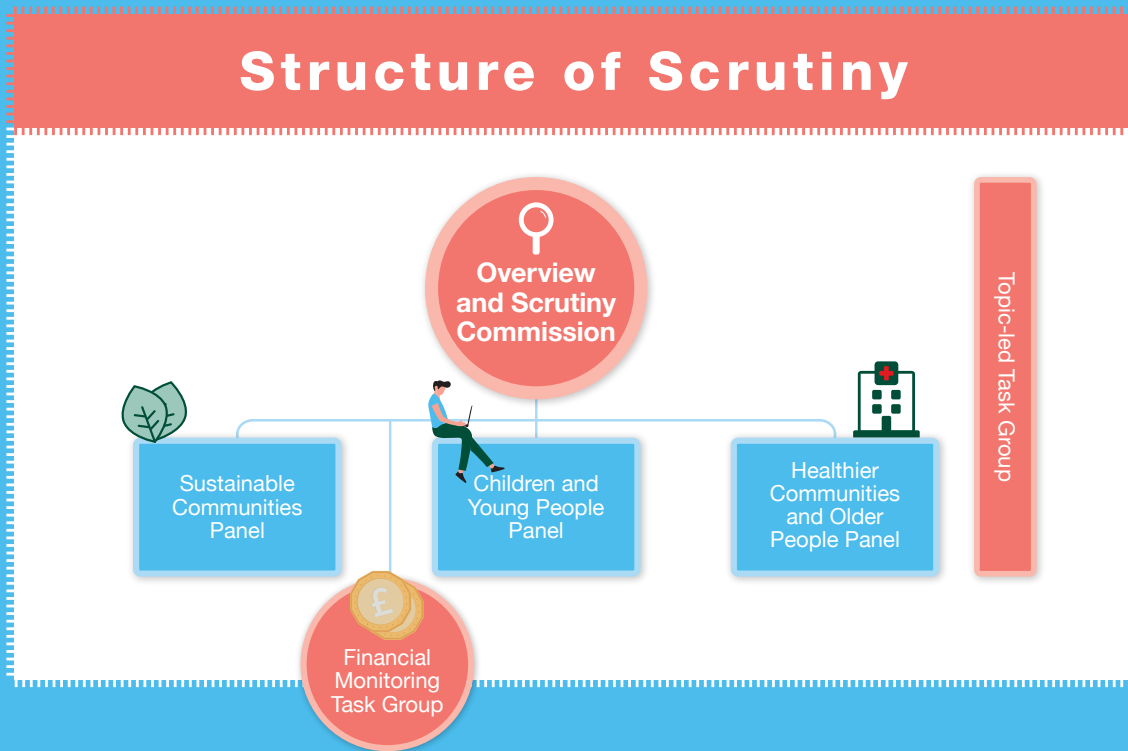 Structure of Scrutiny
Overview
and Scrutiny
Commission
Topic-led Task Group
Sustainable
Communities
Panel
Children and
Young People
Panel
Healthier
Communities
and Older
People Panel
£
Financial
Monitoring
Task Group